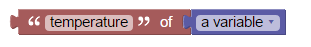 “ temperature ” of a variable